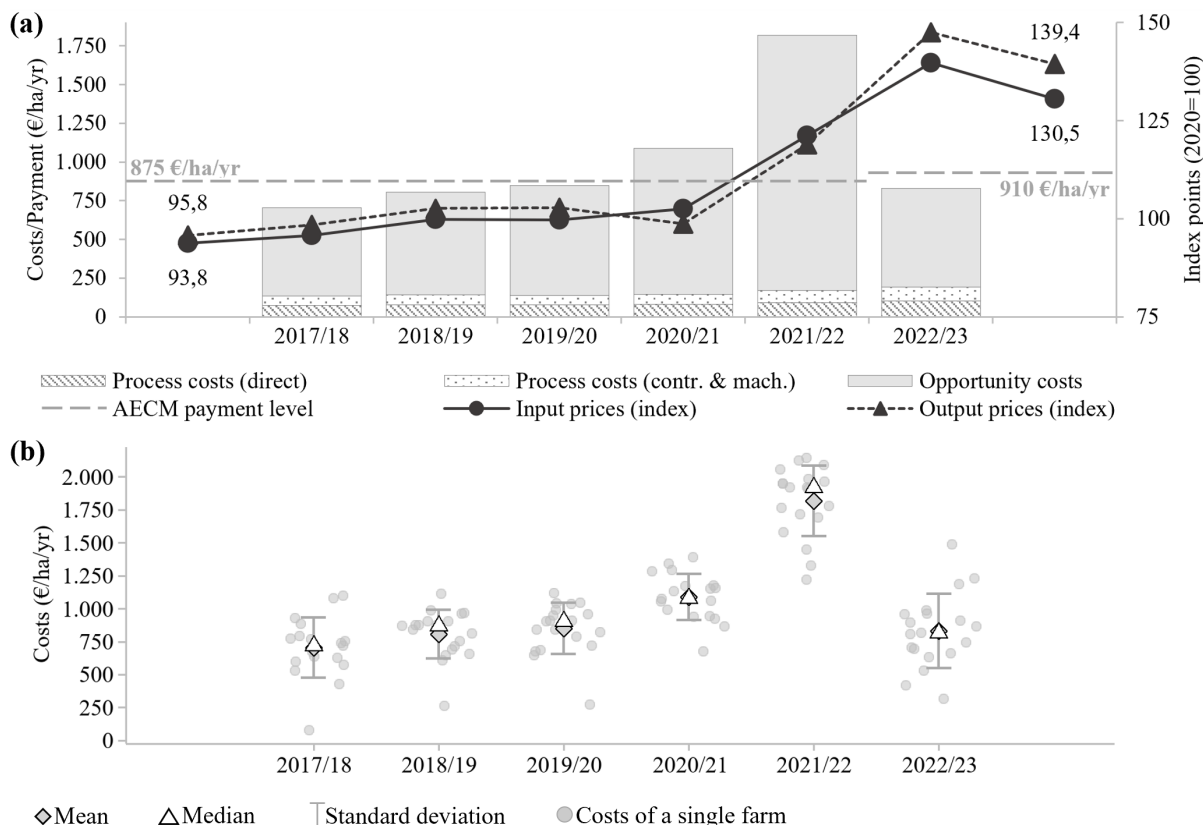 (a)
Costs/Payment (€/ha/yr)
1.750
1.500
1.250
1.000
750
500
250
0
875 €/ha/yr
95,8
93,8
139,4
130,5
910 €/ha/yr
150
125
100
75
Index points (2020=100)
2017/18 2018/19 2019/20 2020/21 2021/22 2022/23
Process costs (direct) Process costs (contr. & mach.) Opportunity costs
AECM payment level Input prices (index) Output prices (index)
(b)
Costs (€/ha/yr)
2.000
1.750
1.500
1.250
1.000
750
500
250
0
2017/18 2018/19 2019/20 2020/21 2021/22 2022/23
Mean Median Standard deviation Costs of a single farm